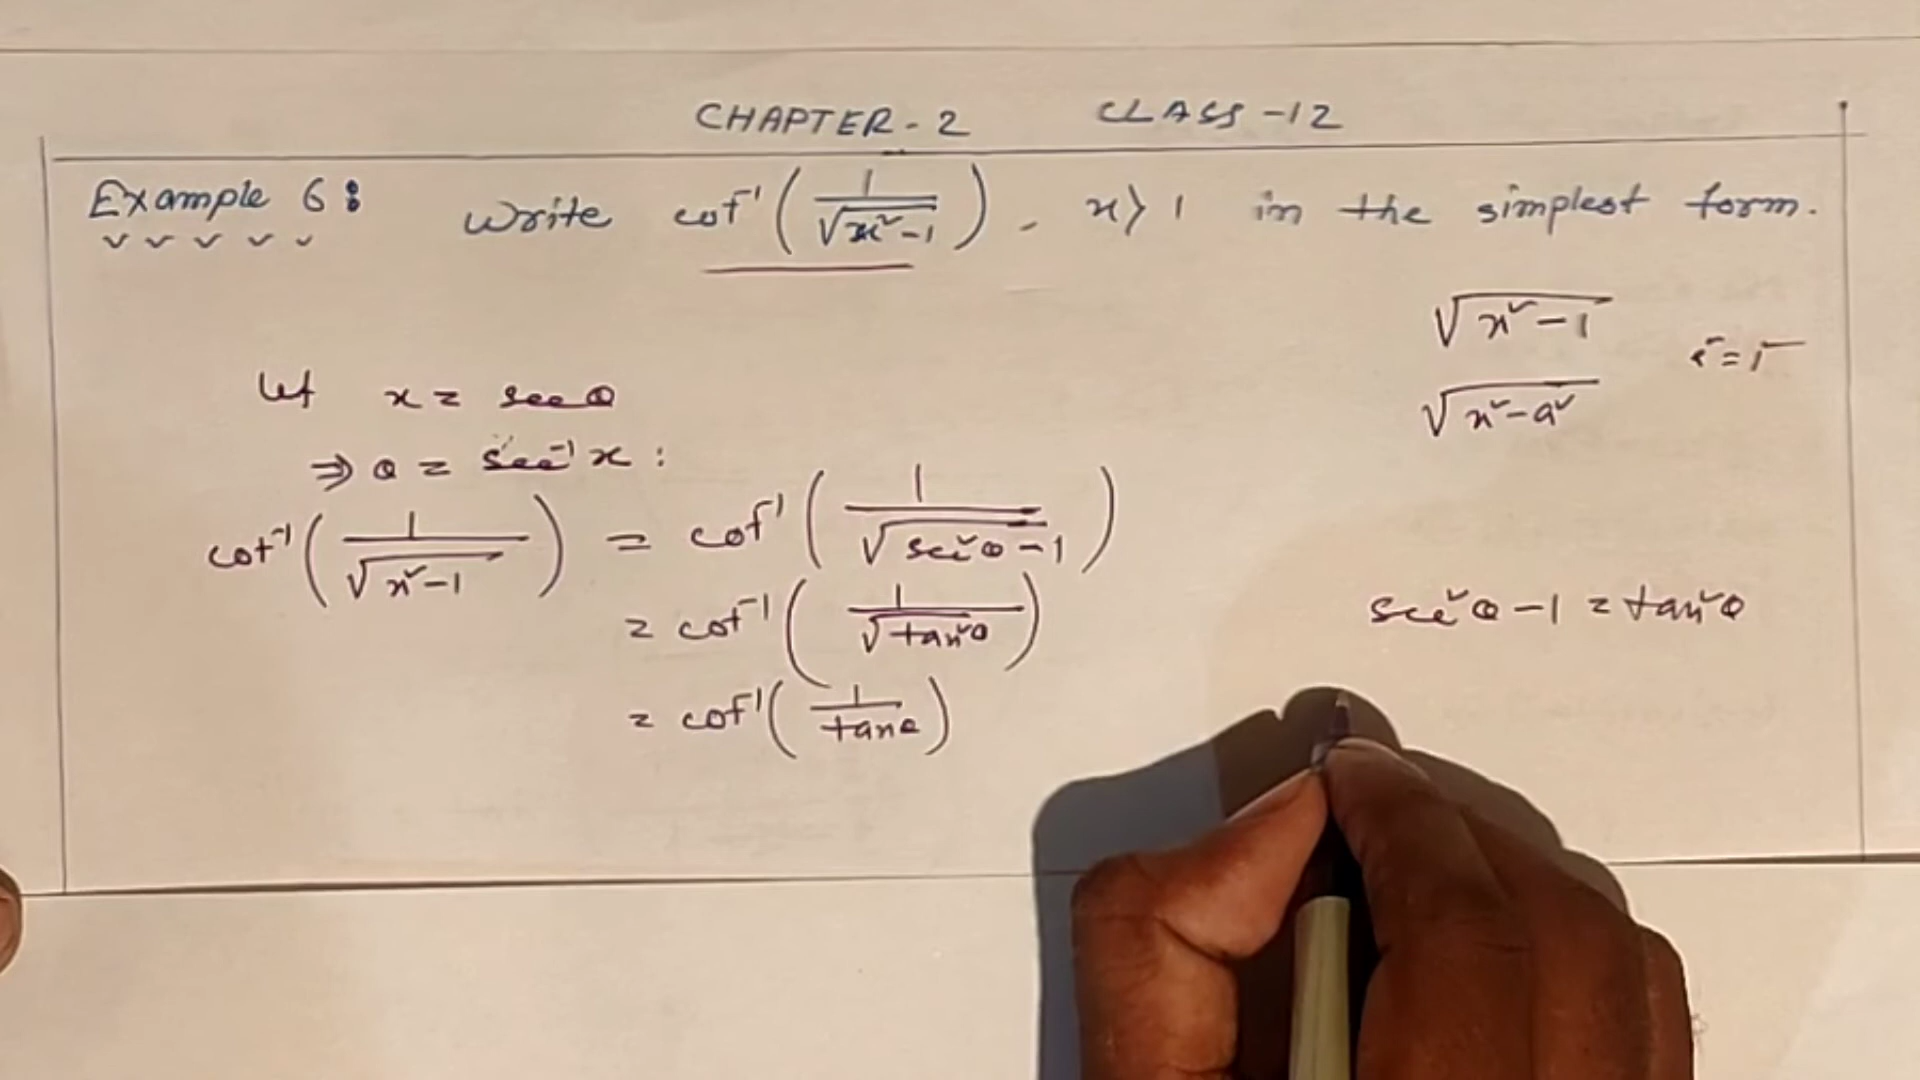 CHAPTER-2 CLASS-12
Example 6: Write cot⁻¹(1/√(x²-1)), x>1 in the simplest form.
√(x²-1)
1²=1
√(x²-a²)
Let x = secθ
⇒ θ = sec⁻¹x :
cot⁻¹(1/√(x²-1)) = cot⁻¹(1/√(sec²θ-1))
= cot⁻¹(1/√(tan²θ))
sec²θ-1 = tan²θ
= cot⁻¹(1/tanθ)